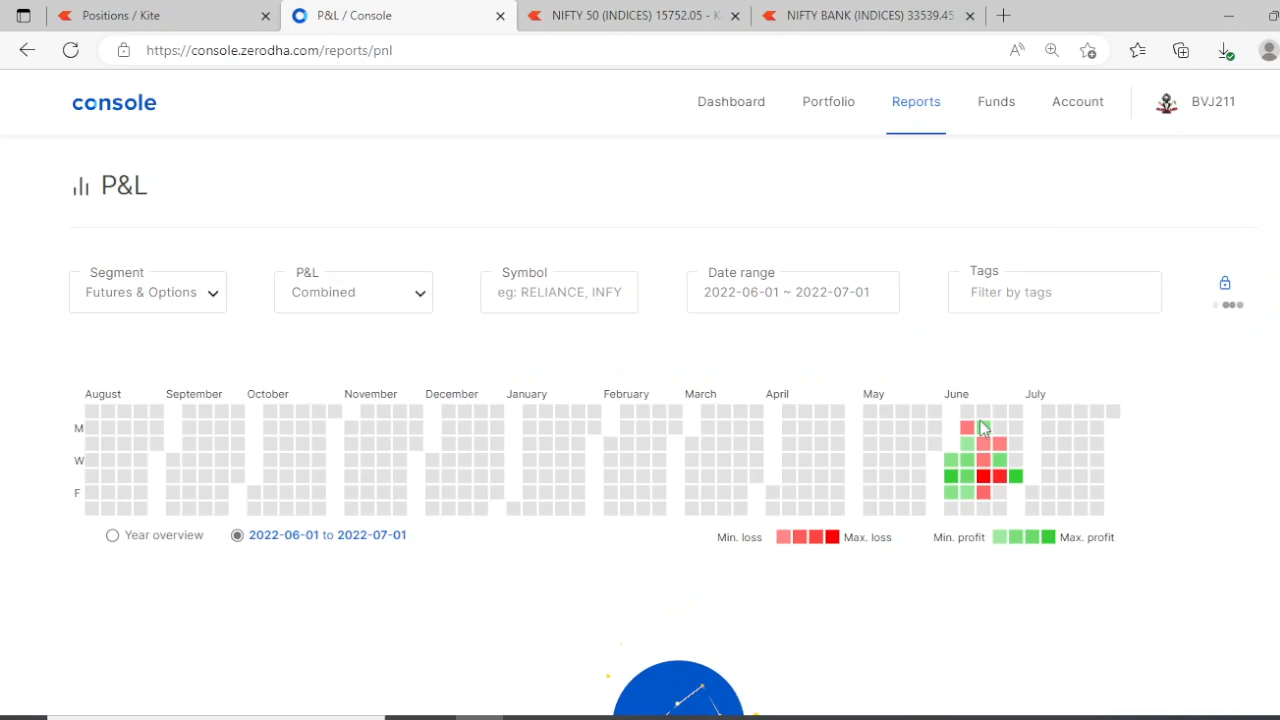 Positions / Kite
P&L / Console
NIFTY 50 (INDICES) 15752.05 - K
NIFTY BANK (INDICES) 33539.45
https://console.zerodha.com/reports/pnl
console
Dashboard
Portfolio
Reports
Funds
Account
BVJ211
P&L
Segment
Futures & Options
P&L
Combined
Symbol
eg: RELIANCE, INFY
Date range
2022-06-01 ~ 2022-07-01
Tags
Filter by tags
August September October November December January February March April May June July
M
W
F
Year overview
2022-06-01 to 2022-07-01
Min. loss
Max. loss
Min. profit
Max. profit